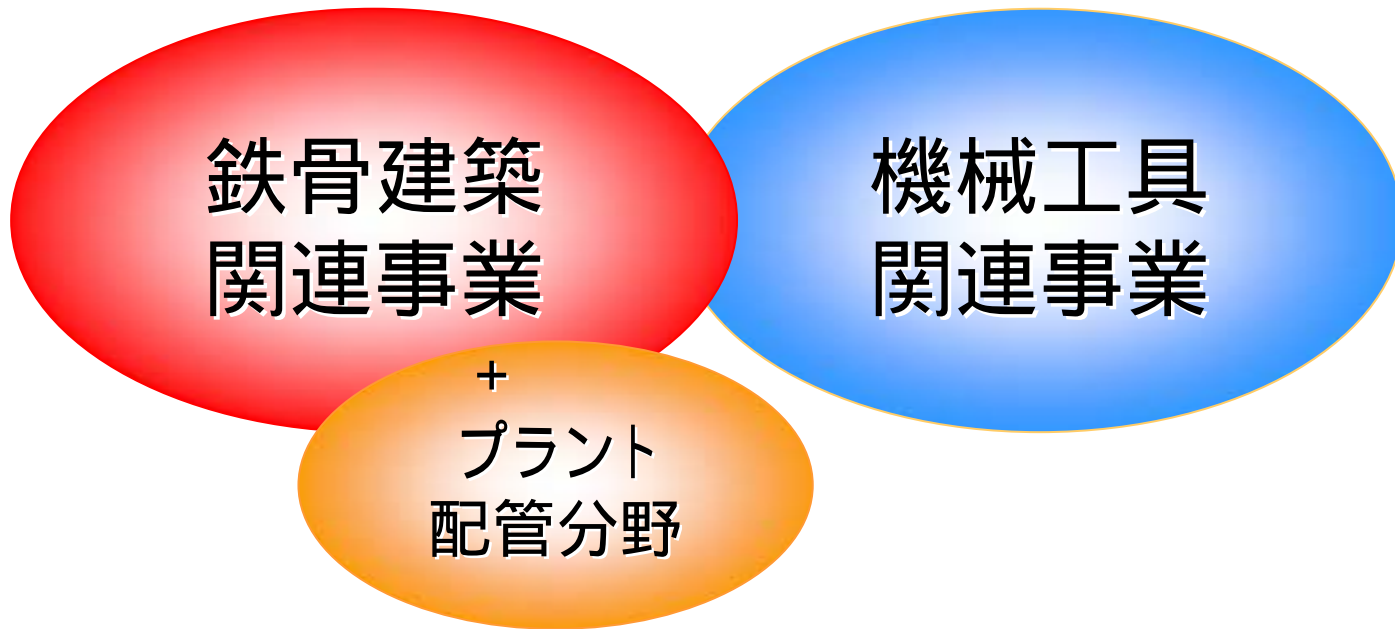 鉄骨建築
関連事業
機械工具
関連事業
+
プラント
配管分野